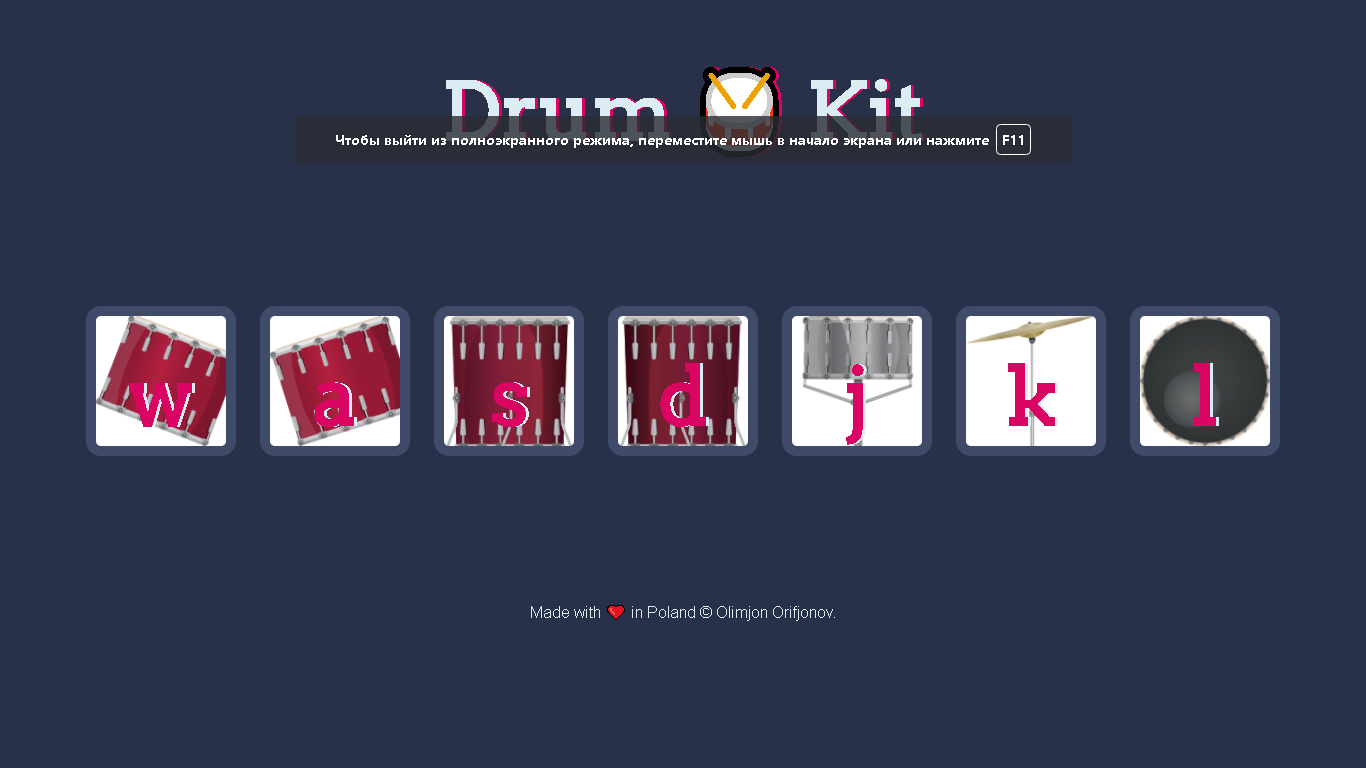 Drum 🥁 Kit
Чтобы выйти из полноэкранного режима, переместите мышь в начало экрана или нажмите F11
w a s d j k l
Made with ❤️ in Poland © Olimjon Orifjonov.